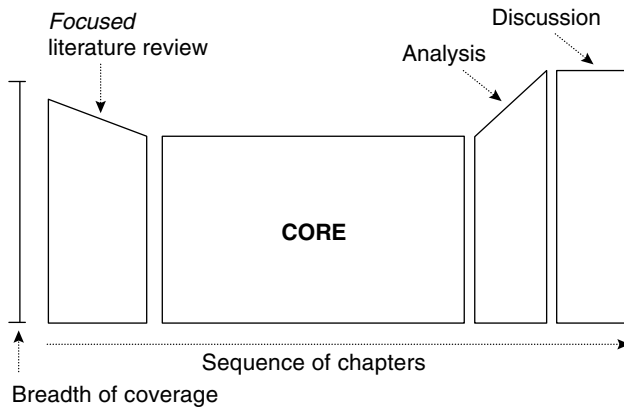 Discussion
Focused
literature review
Analysis
CORE
Sequence of chapters
Breadth of coverage